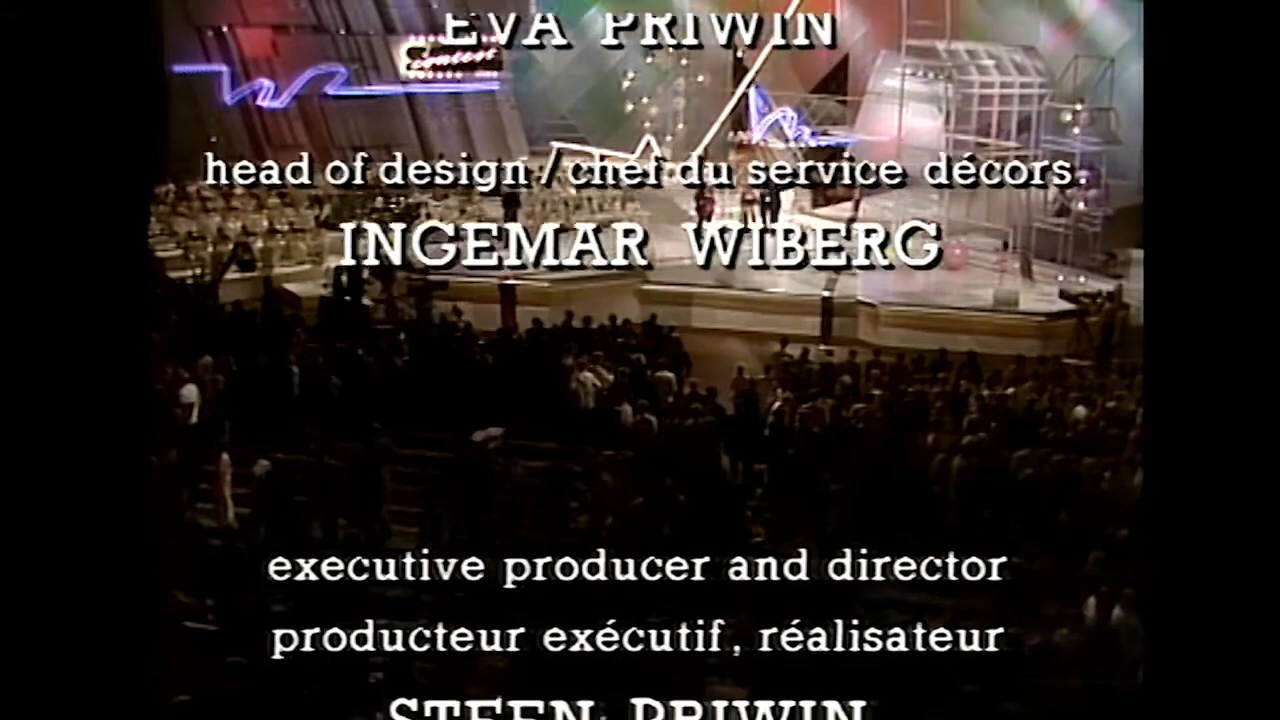 EVA PRIWIN
Contest
head of design / chef du service décors
INGEMAR WIBERG
executive producer and director
producteur exécutif, réalisateur
STEEN PRIWIN